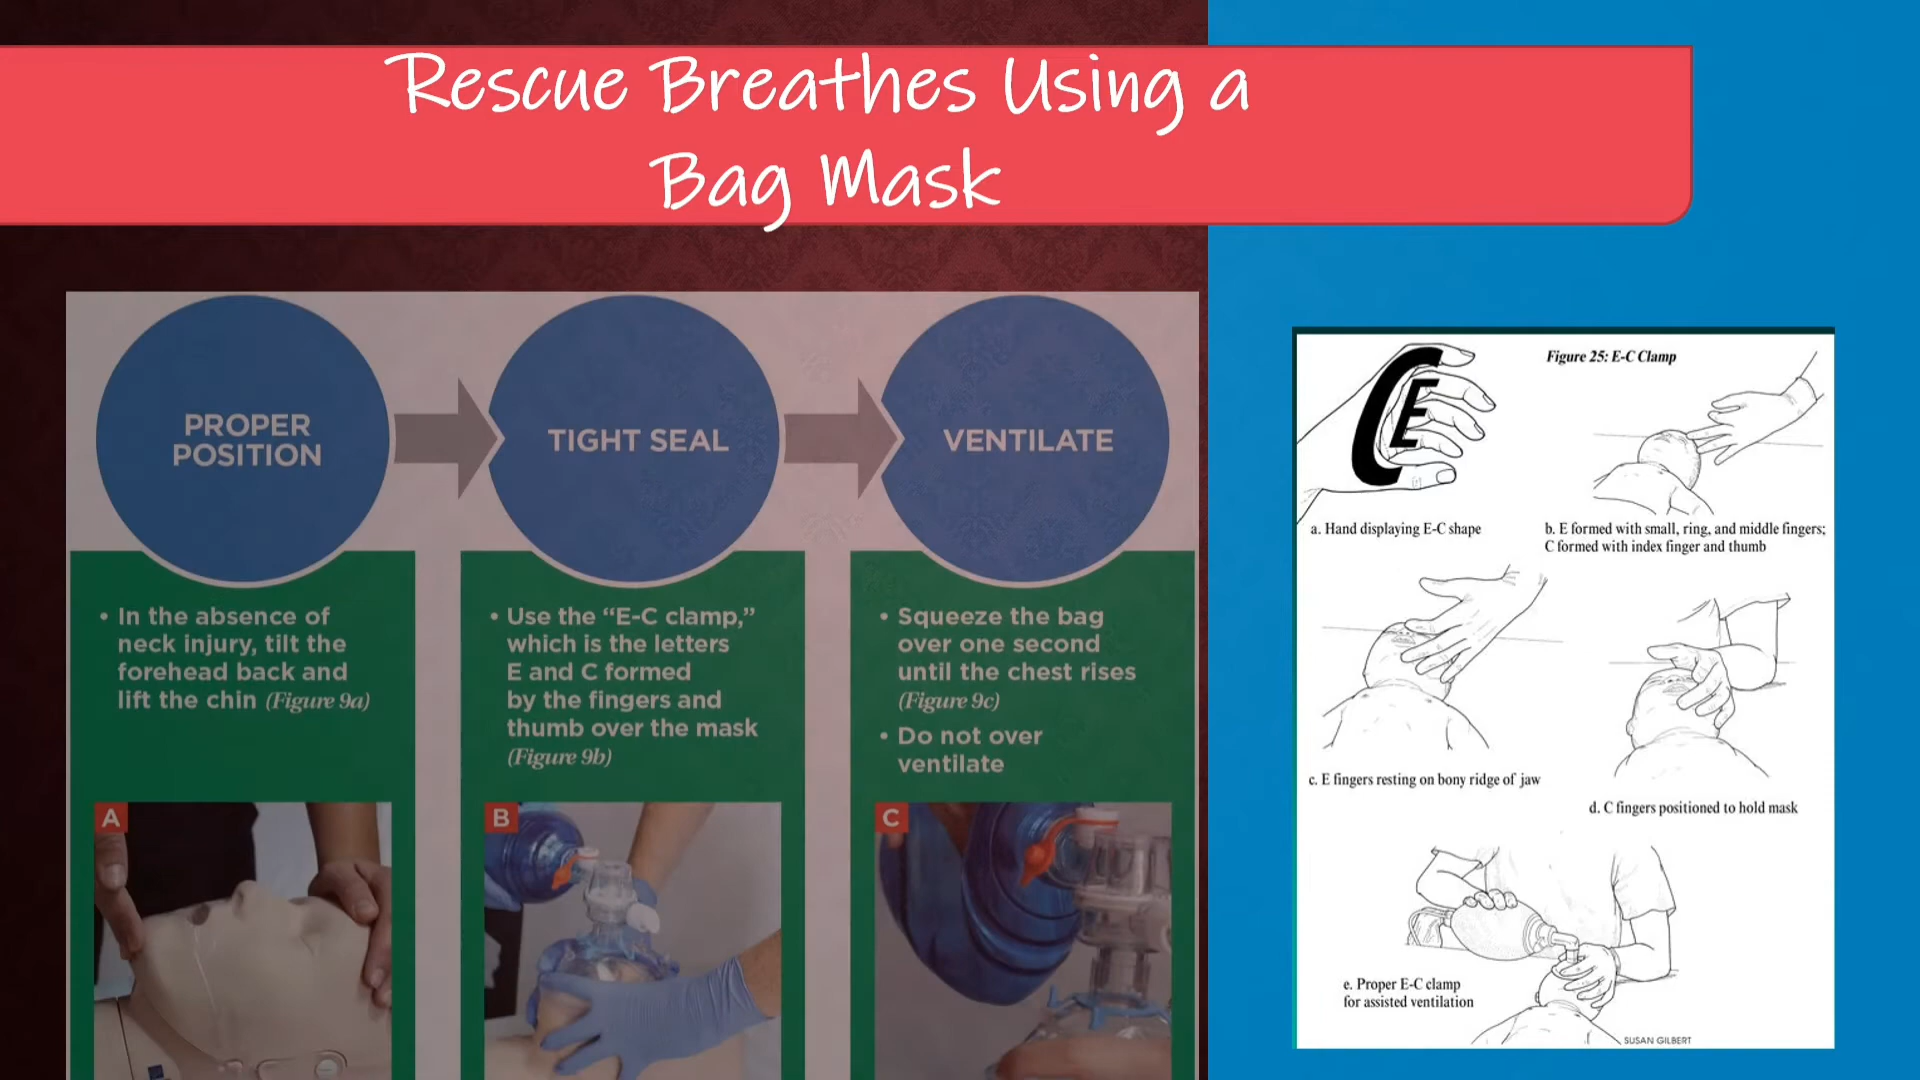 Rescue Breathes Using a
Bag Mask
PROPER
POSITION
TIGHT SEAL
VENTILATE
• In the absence of
neck injury, tilt the
forehead back and
lift the chin (Figure 9a)
• Use the “E-C clamp,”
which is the letters
E and C formed
by the fingers and
thumb over the mask
(Figure 9b)
• Squeeze the bag
over one second
until the chest rises
(Figure 9c)
• Do not over
ventilate
A
B
C
Figure 25: E-C Clamp
C
E
a. Hand displaying E-C shape
b. E formed with small, ring, and middle fingers;
C formed with index finger and thumb
c. E fingers resting on bony ridge of jaw
d. C fingers positioned to hold mask
e. Proper E-C clamp
for assisted ventilation
SUSAN GILBERT